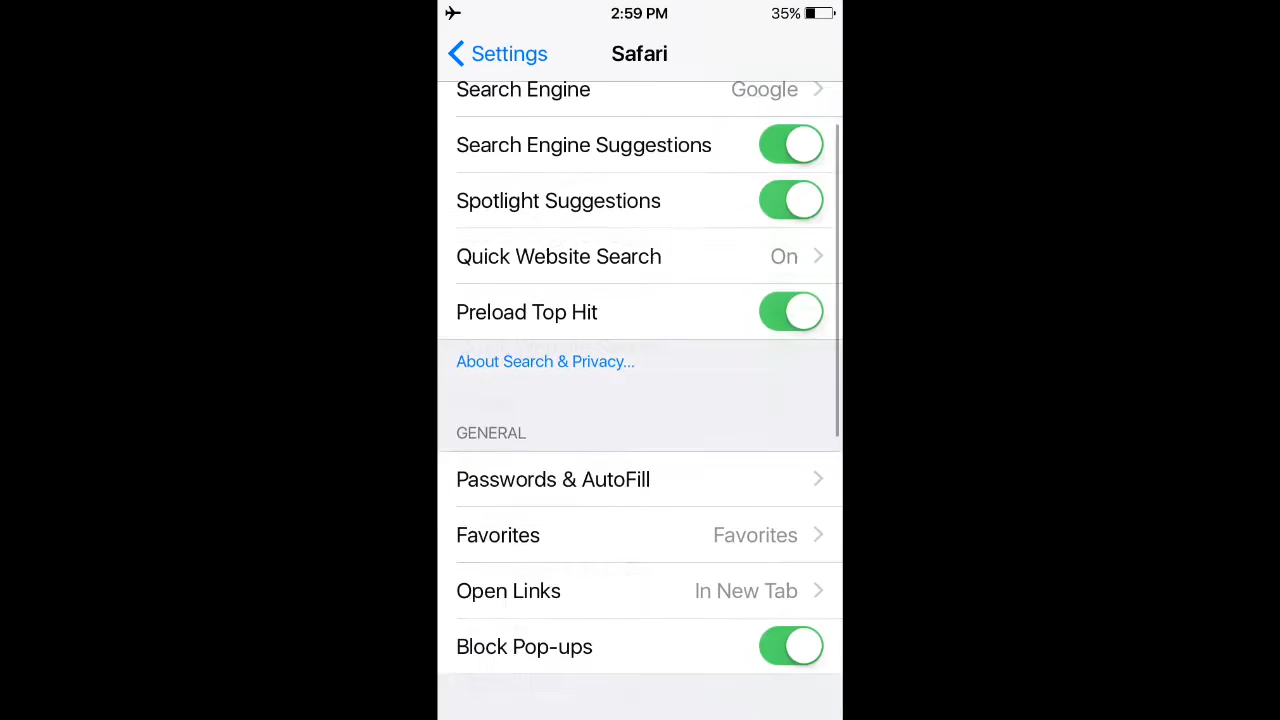 2:59 PM 35%
Settings Safari
Search Engine Google
Search Engine Suggestions
Spotlight Suggestions
Quick Website Search On
Preload Top Hit
About Search & Privacy...
GENERAL
Passwords & AutoFill
Favorites Favorites
Open Links In New Tab
Block Pop-ups